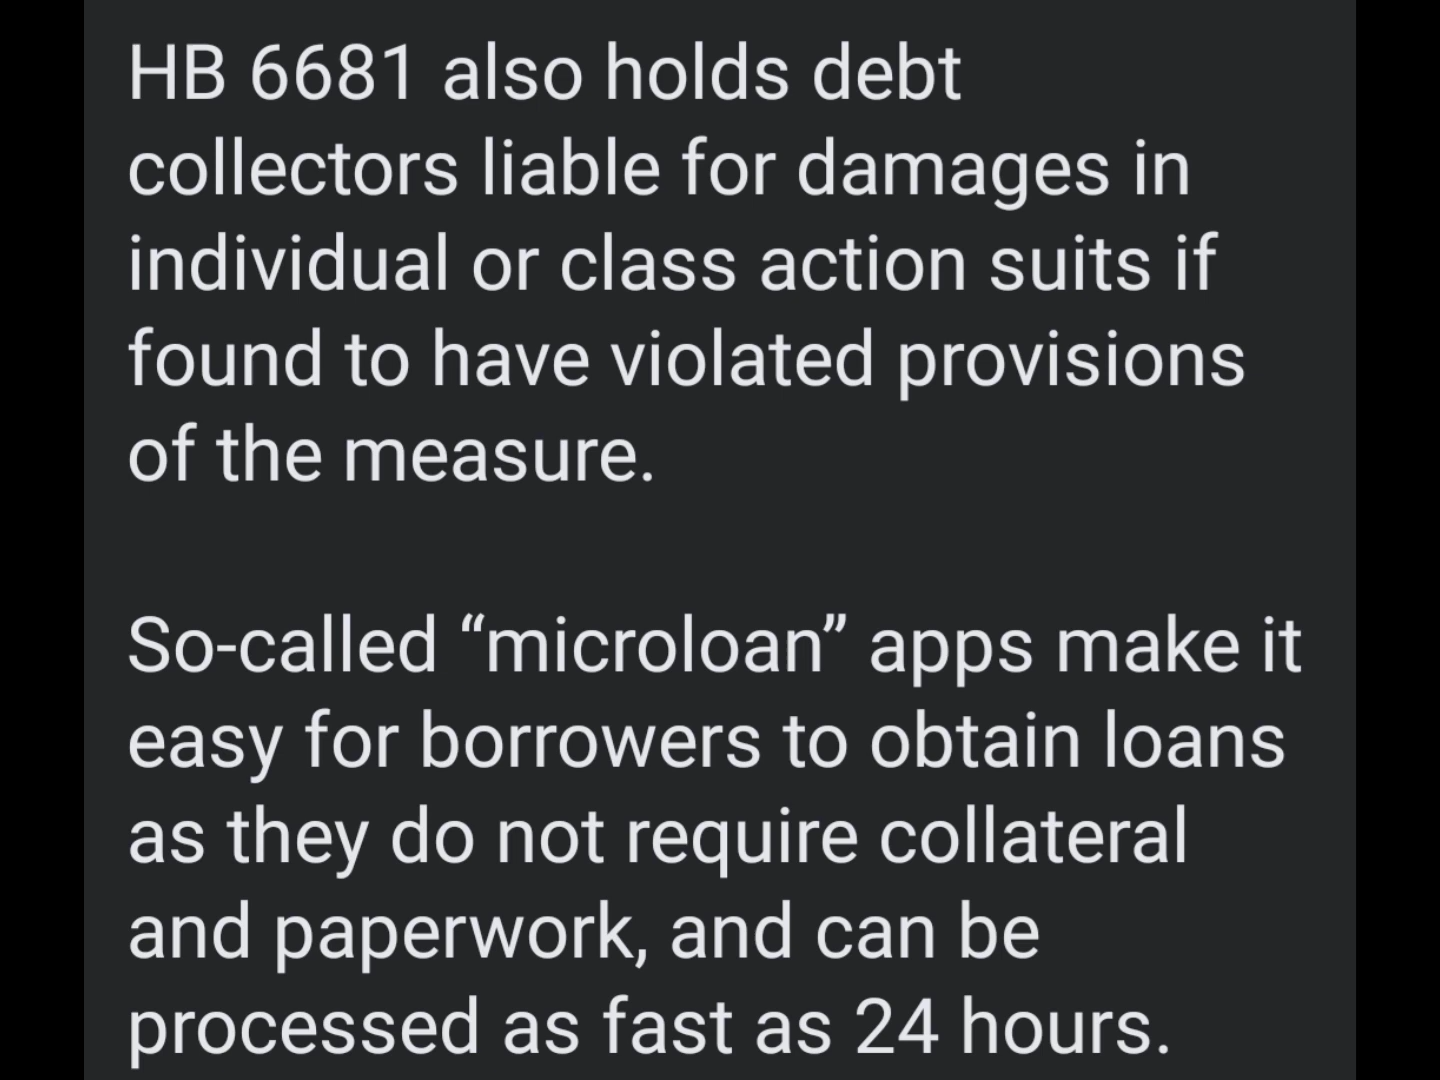 HB 6681 also holds debt
collectors liable for damages in
individual or class action suits if
found to have violated provisions
of the measure.
So-called “microloan” apps make it
easy for borrowers to obtain loans
as they do not require collateral
and paperwork, and can be
processed as fast as 24 hours.